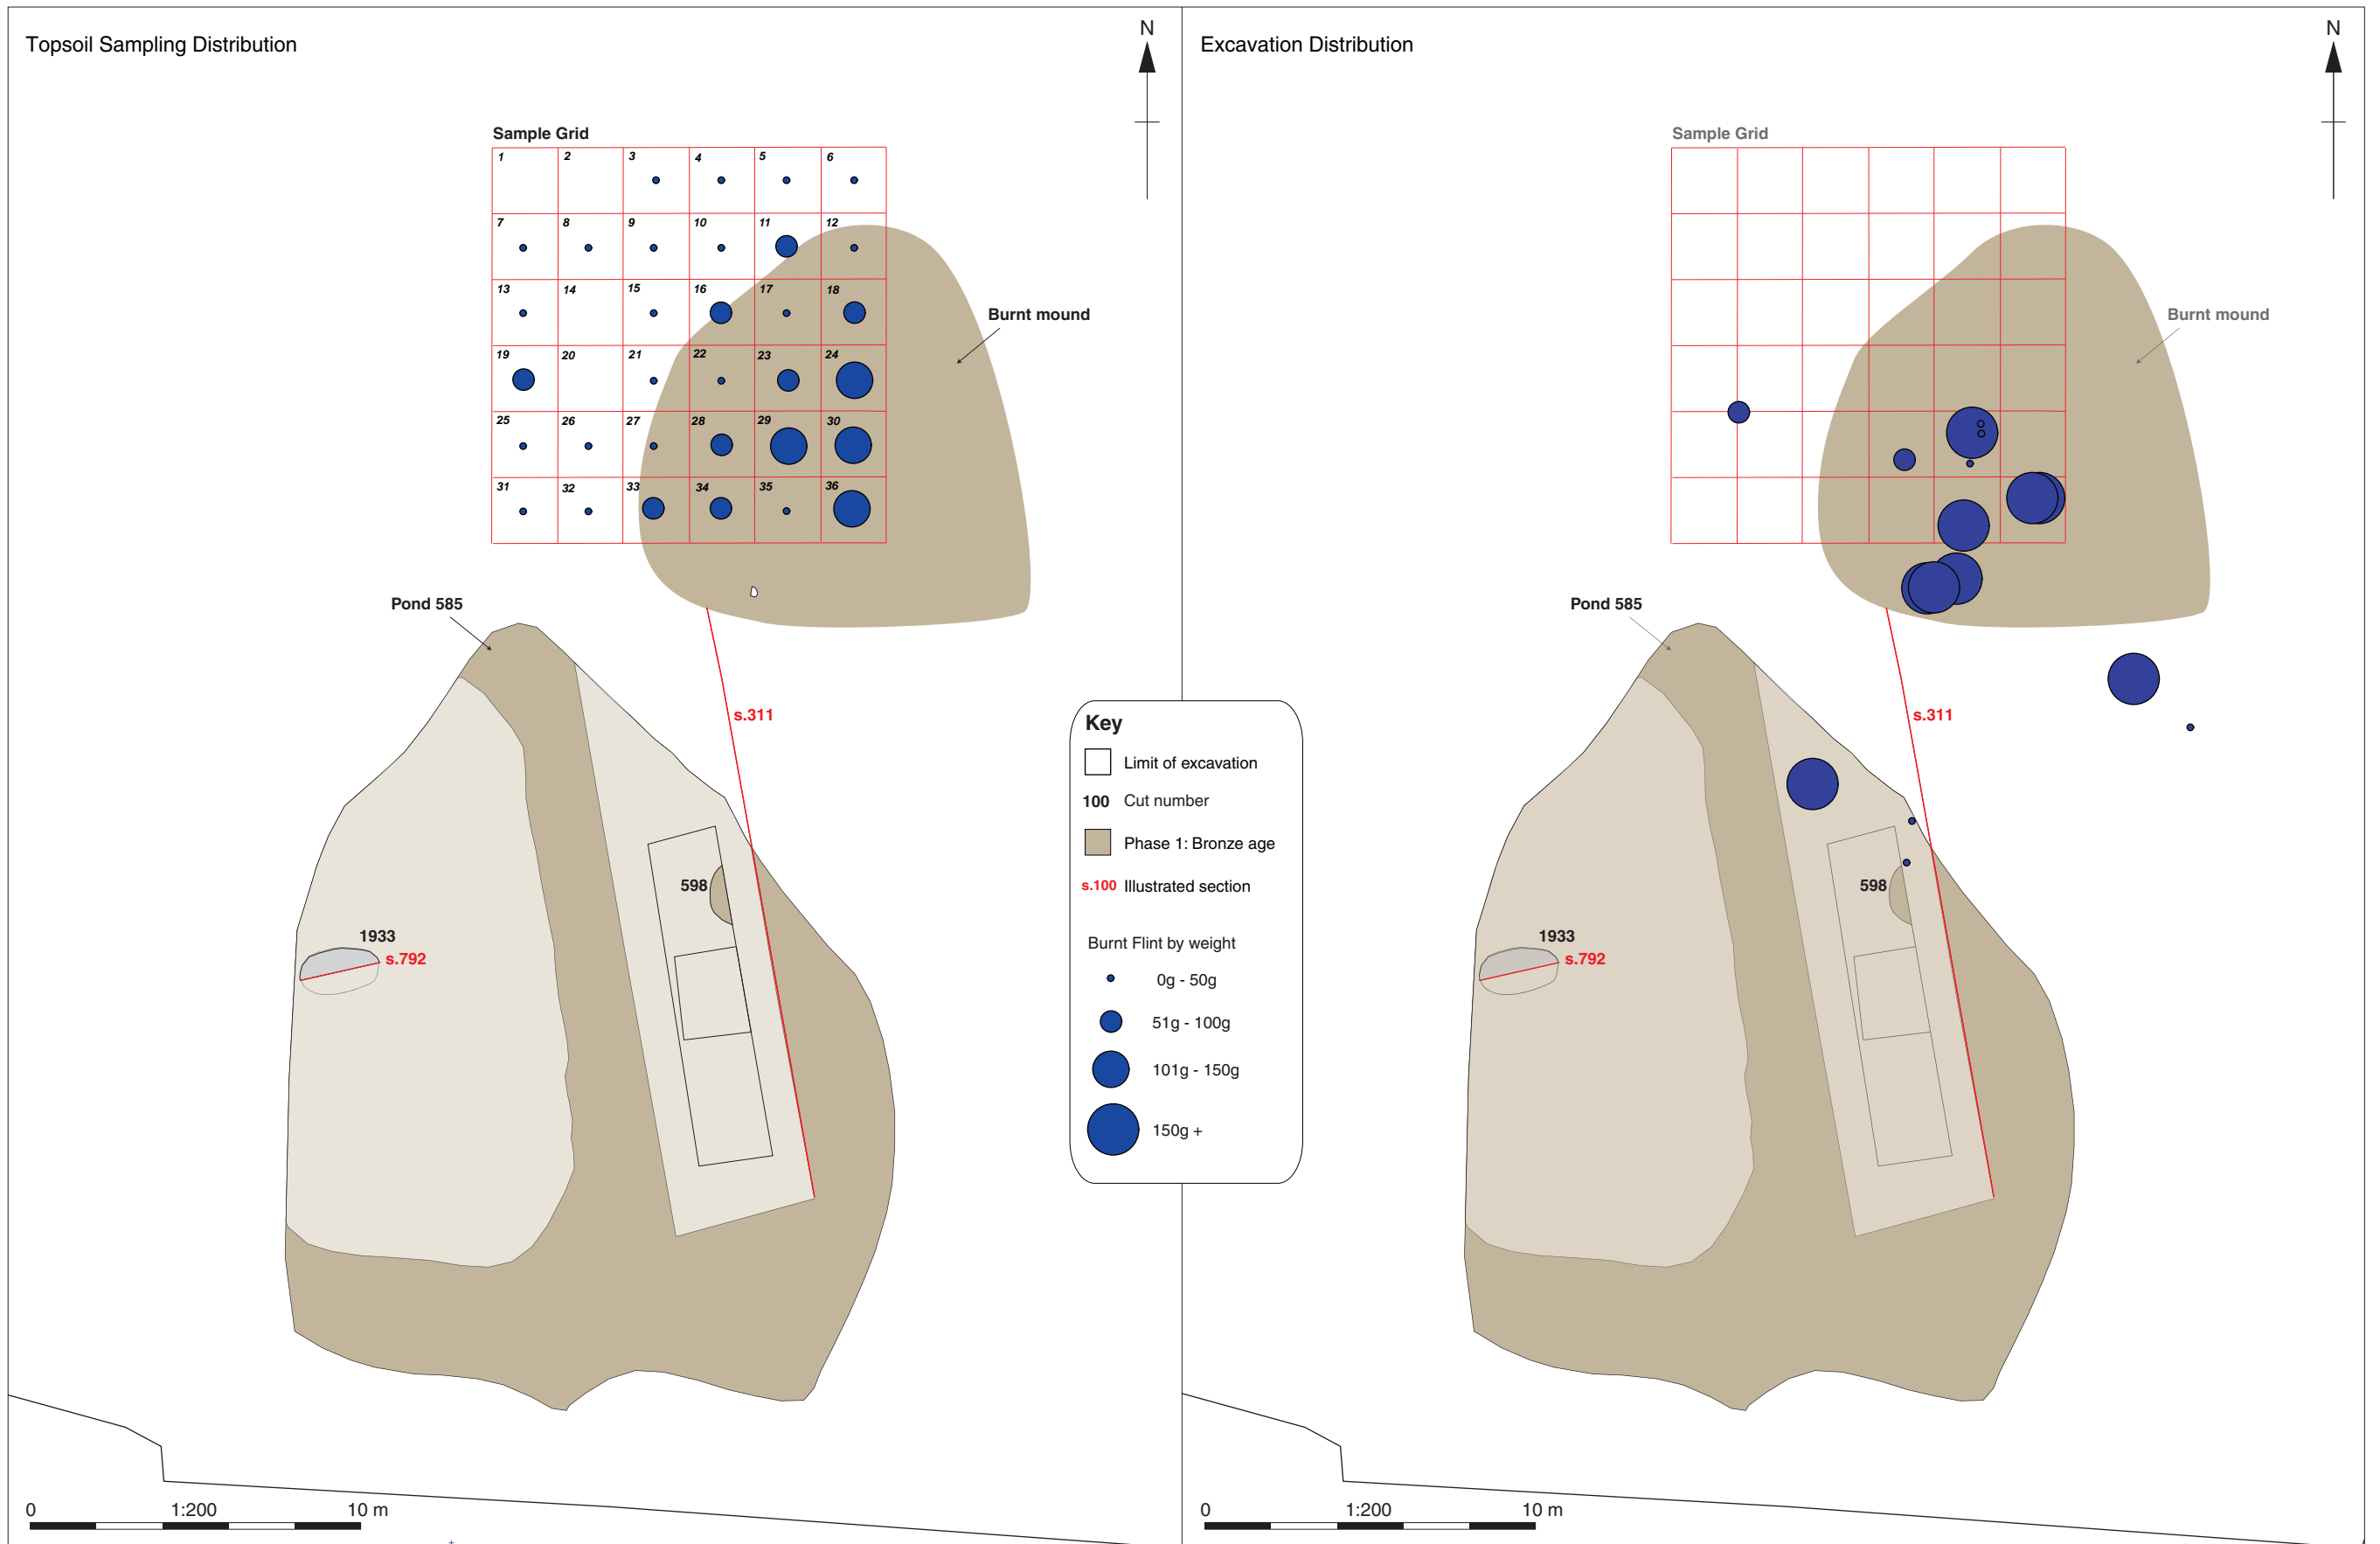 Topsoil Sampling Distribution
N
Sample Grid
1 2 3 4 5 6
7 8 9 10 11 12
13 14 15 16 17 18
19 20 21 22 23 24
25 26 27 28 29 30
31 32 33 34 35 36
Burnt mound
Pond 585
s.311
598
1933
s.792
0 1:200 10 m
Key
Limit of excavation
100 Cut number
Phase 1: Bronze age
s.100 Illustrated section
Burnt Flint by weight
0g - 50g
51g - 100g
101g - 150g
150g +
Excavation Distribution
N
Sample Grid
Burnt mound
Pond 585
s.311
598
1933
s.792
0 1:200 10 m